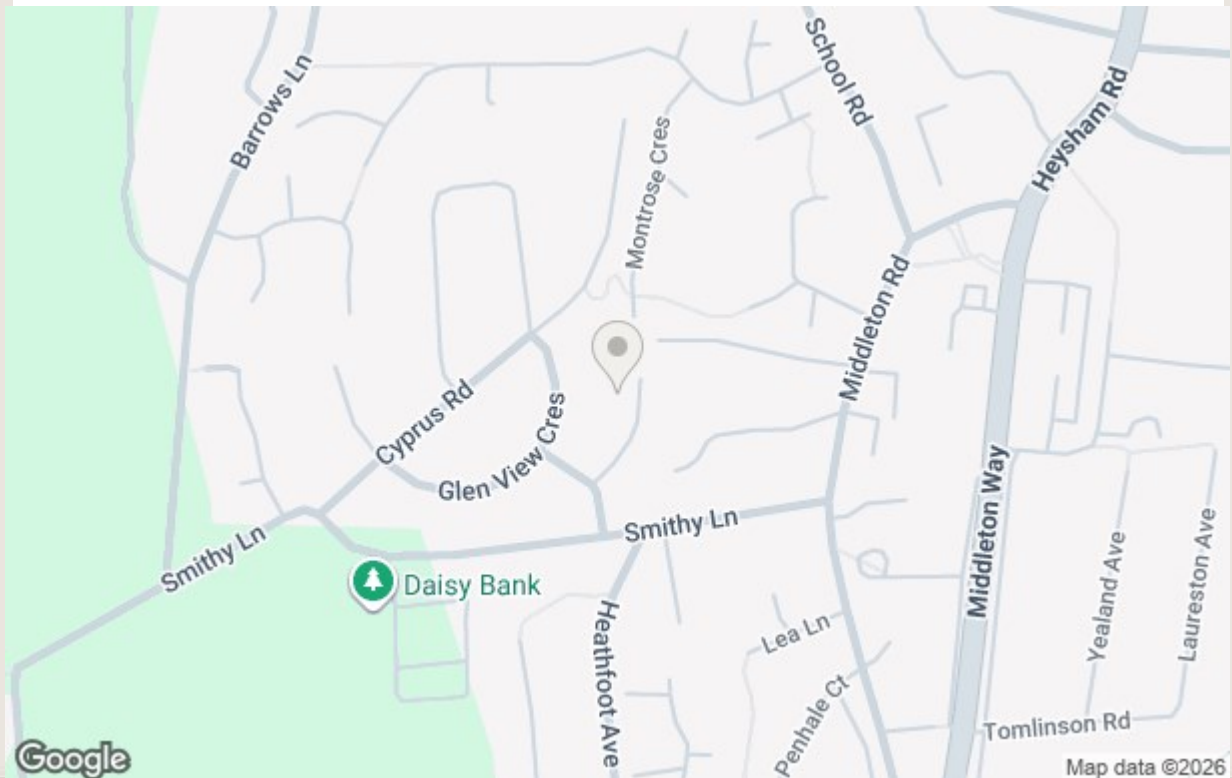 School Rd
Heysham Rd
Barrows Ln
Montrose Cres
Middleton Rd
Cyprus Rd
Glen View Cres
Smithy Ln
Middleton Way
Smithy Ln
Daisy Bank
Yealand Ave
Laureston Ave
Heathfoot Ave
Lea Ln
Penhale Ct
Tomlinson Rd
Google
Map data ©2026